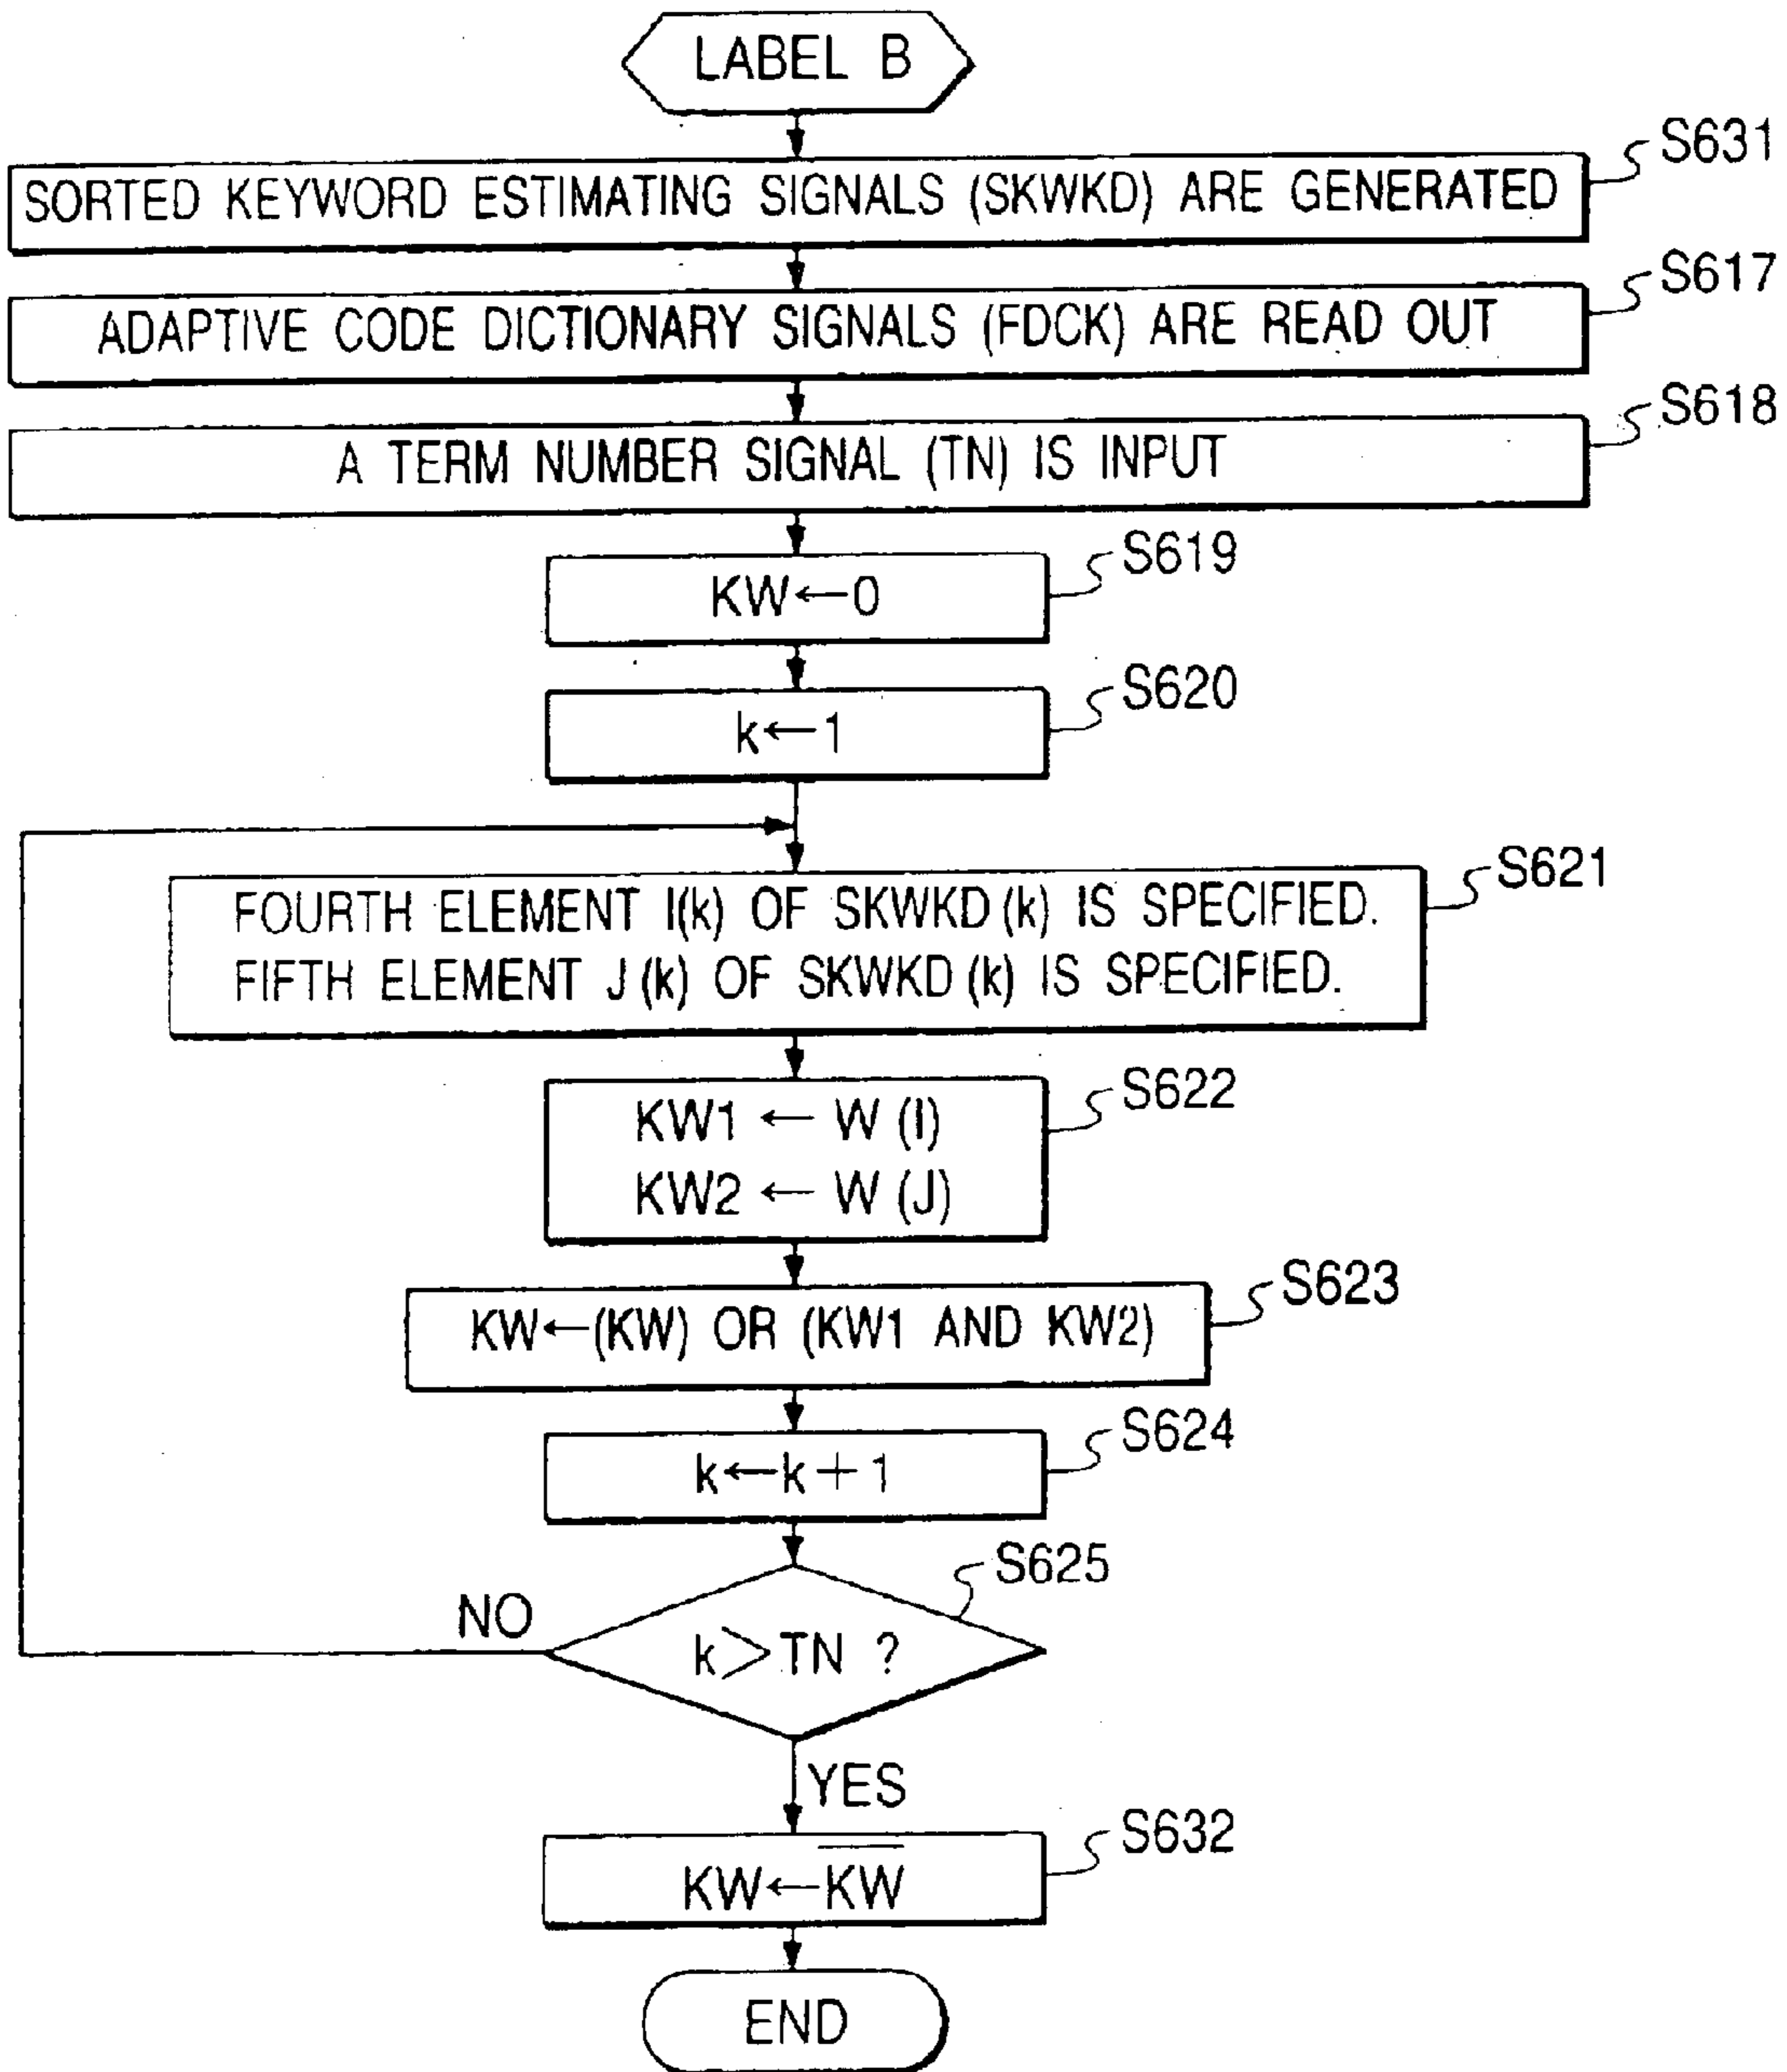 LABEL B
S631
SORTED KEYWORD ESTIMATING SIGNALS (SKWKD) ARE GENERATED
S617
ADAPTIVE CODE DICTIONARY SIGNALS (FDCK) ARE READ OUT
S618
A TERM NUMBER SIGNAL (TN) IS INPUT
S619
KW←0
S620
k←1
S621
FOURTH ELEMENT I(k) OF SKWKD(k) IS SPECIFIED.
FIFTH ELEMENT J(k) OF SKWKD(k) IS SPECIFIED.
S622
KW1 ← W(I)
KW2 ← W(J)
S623
KW←(KW) OR (KW1 AND KW2)
S624
k←k+1
S625
NO
k>TN ?
YES
S632
KW←K̅W̅
END